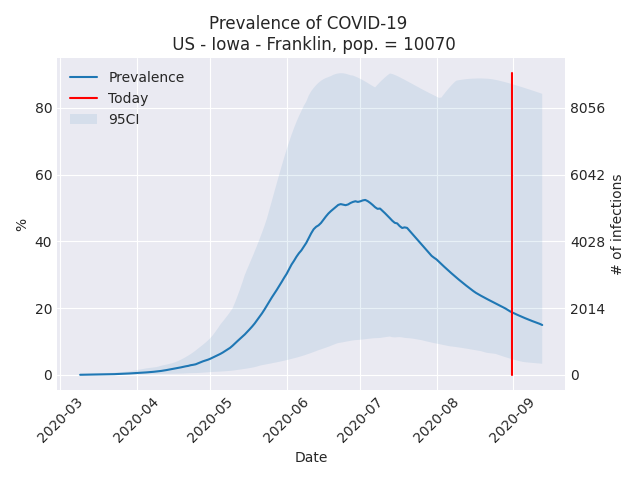 Prevalence of COVID-19
US - Iowa - Franklin, pop. = 10070
Prevalence
Today
95CI
80
60
40
20
0
%
8056
6042
4028
2014
0
# of infections
2020-03
2020-04
2020-05
2020-06
2020-07
2020-08
2020-09
Date